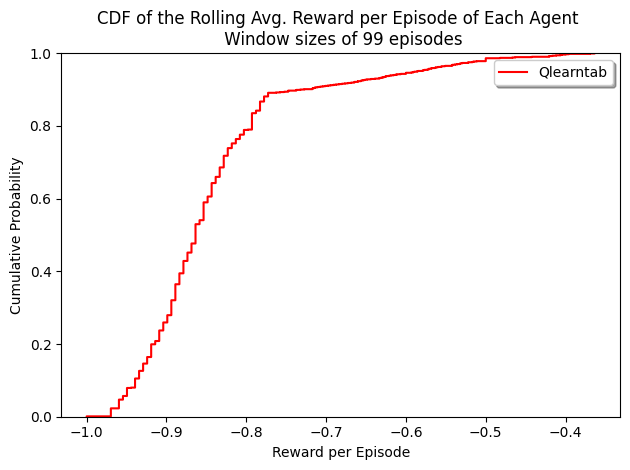 CDF of the Rolling Avg. Reward per Episode of Each Agent
Window sizes of 99 episodes
Qlearntab
1.0
0.8
0.6
0.4
0.2
0.0
Cumulative Probability
−1.0 −0.9 −0.8 −0.7 −0.6 −0.5 −0.4
Reward per Episode